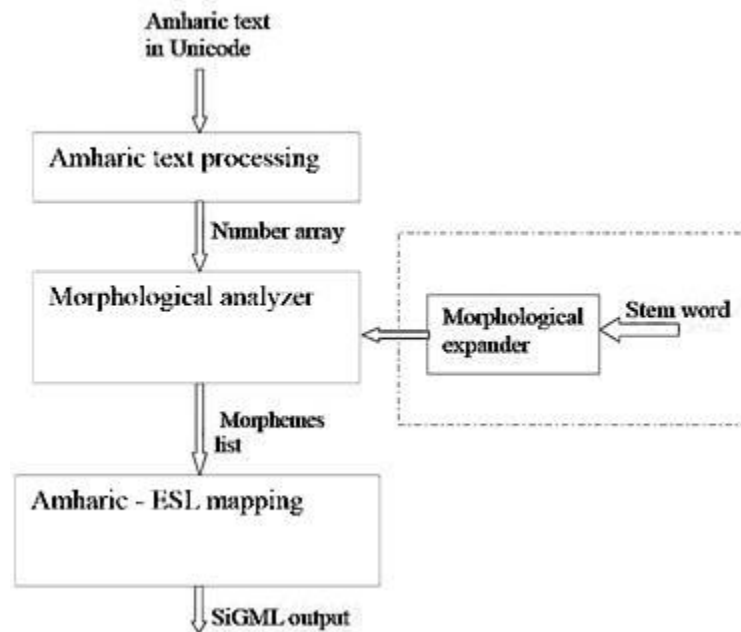 Amharic text
in Unicode
Amharic text processing
Number array
Morphological analyzer
Morphological
expander
Stem word
Morphemes
list
Amharic - ESL mapping
SiGML output